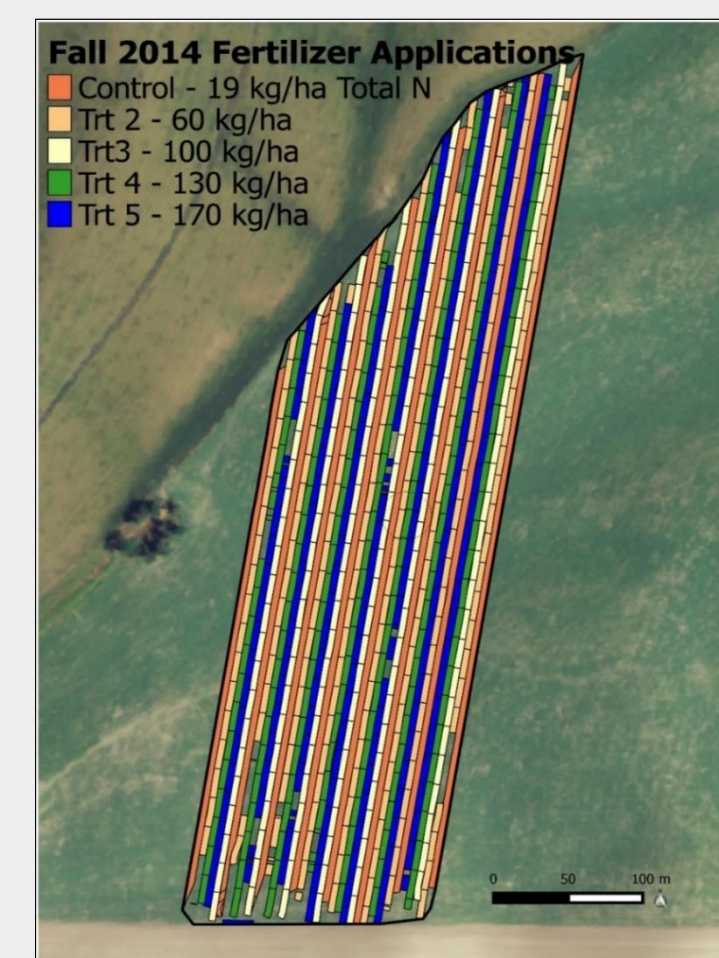 Fall 2014 Fertilizer Applications
Control - 19 kg/ha Total N
Trt 2 - 60 kg/ha
Trt3 - 100 kg/ha
Trt 4 - 130 kg/ha
Trt 5 - 170 kg/ha
0 50 100 m